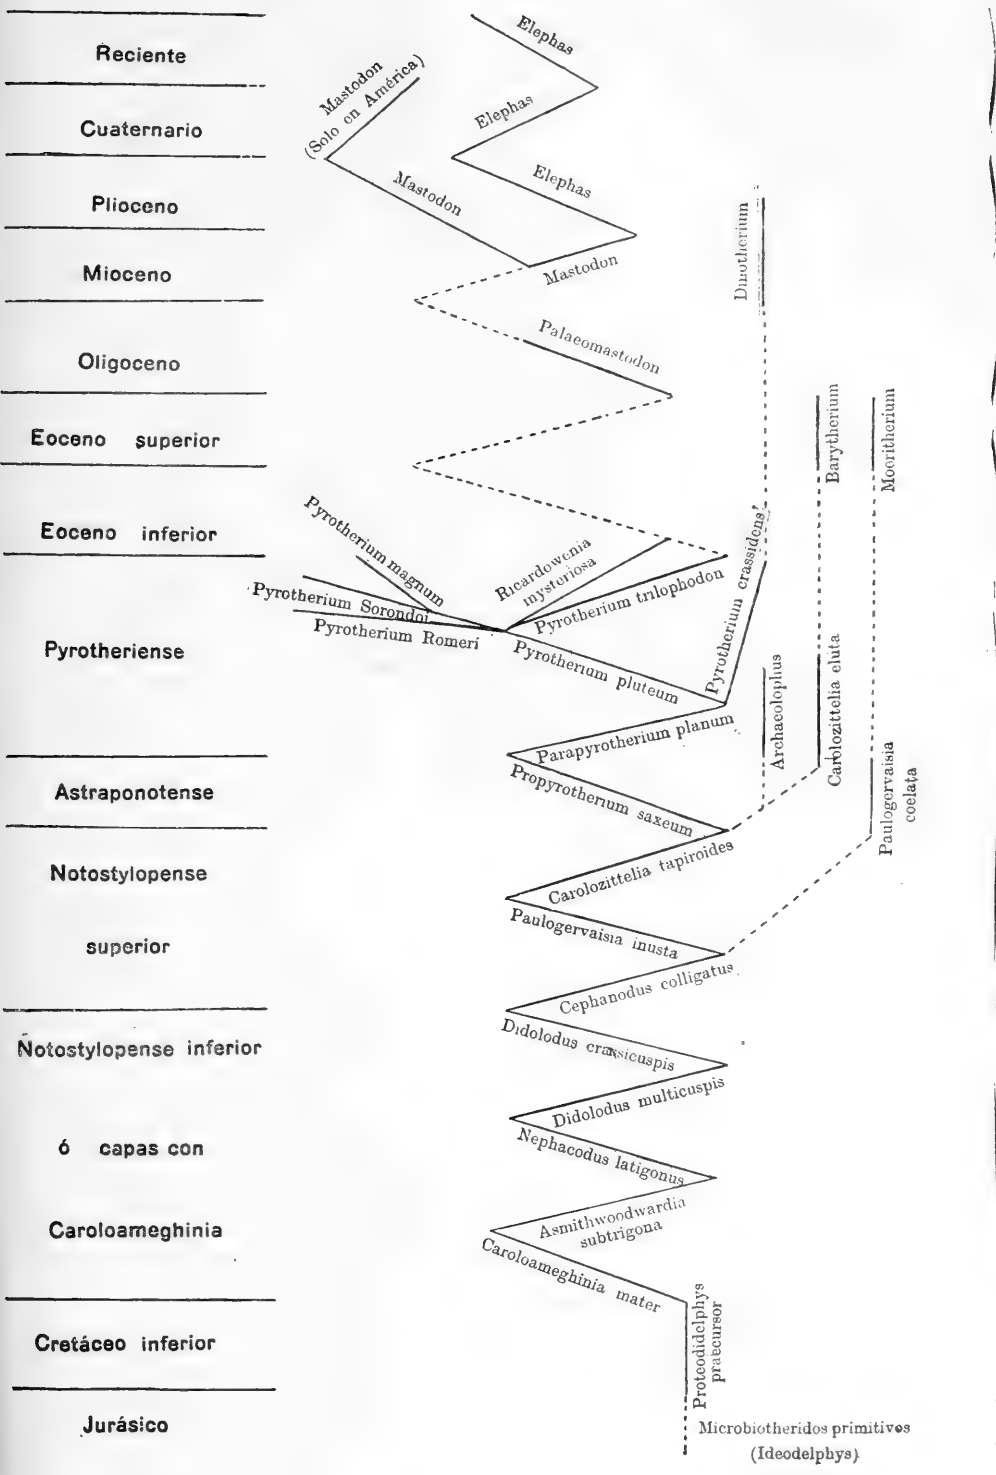 Reciente
Cuaternario
Plioceno
Mioceno
Oligoceno
Eoceno superior
Eoceno inferior
Pyrotheriense
Astraponotense
Notostylopense
superior
Notostylopense inferior
ó capas con
Caroloameghinia
Cretáceo inferior
Jurásico
Elephas
Mastodon
(Solo en América)
Elephas
Elephas
Mastodon
Mastodon
Dinotherium
Palaeomastodon
Barytherium
Moeritherium
Pyrotherium magnum
Ricardowenia
mysteriosa
Pyrotherium Sorondoi
Pyrotherium trilophodon
Pyrotherium crassidens
Pyrotherium Romeri
Pyrotherium pluteum
Archaeolophus
Carolozittelia eluta
Parapyrotherium planum
Propyrotherium saxeum
Paulogervaisia
coelata
Carolozittelia tapiroides
Paulogervaisia inusta
Cephanodus colligatus
Didolodus crassicuspis
Didolodus multicuspis
Nephacodus latigonus
Asmithwoodwardia
subtrigona
Caroloameghinia mater
Proteodidelphys
praecursor
Microbiotheridos primitivos
(Ideodelphys)